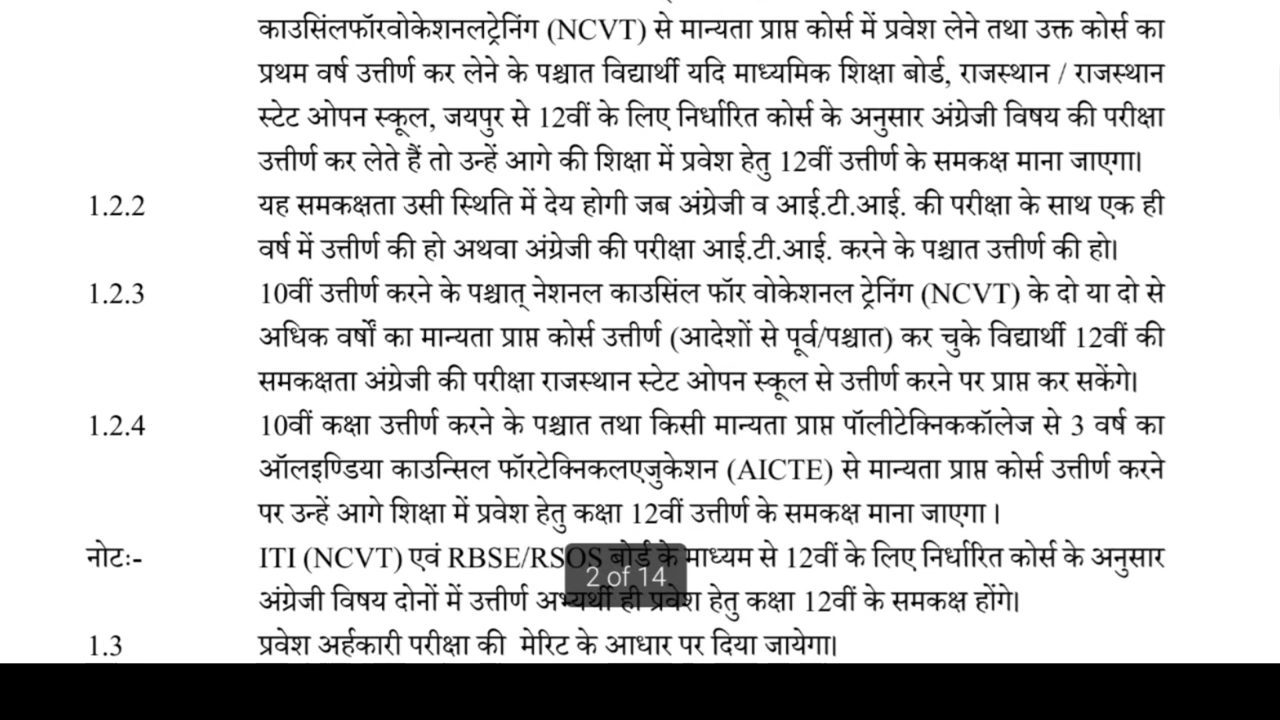 काउसिंलफॉरवोकेशनलट्रेनिंग (NCVT) से मान्यता प्राप्त कोर्स में प्रवेश लेने तथा उक्त कोर्स का
प्रथम वर्ष उत्तीर्ण कर लेने के पश्चात विद्यार्थी यदि माध्यमिक शिक्षा बोर्ड, राजस्थान / राजस्थान
स्टेट ओपन स्कूल, जयपुर से 12वीं के लिए निर्धारित कोर्स के अनुसार अंग्रेजी विषय की परीक्षा
उत्तीर्ण कर लेते हैं तो उन्हें आगे की शिक्षा में प्रवेश हेतु 12वीं उत्तीर्ण के समकक्ष माना जाएगा।
1.2.2 यह समकक्षता उसी स्थिति में देय होगी जब अंग्रेजी व आई.टी.आई. की परीक्षा के साथ एक ही
वर्ष में उत्तीर्ण की हो अथवा अंग्रेजी की परीक्षा आई.टी.आई. करने के पश्चात उत्तीर्ण की हो।
1.2.3 10वीं उत्तीर्ण करने के पश्चात् नेशनल काउसिंल फॉर वोकेशनल ट्रेनिंग (NCVT) के दो या दो से
अधिक वर्षों का मान्यता प्राप्त कोर्स उत्तीर्ण (आदेशों से पूर्व/पश्चात) कर चुके विद्यार्थी 12वीं की
समकक्षता अंग्रेजी की परीक्षा राजस्थान स्टेट ओपन स्कूल से उत्तीर्ण करने पर प्राप्त कर सकेंगे।
1.2.4 10वीं कक्षा उत्तीर्ण करने के पश्चात तथा किसी मान्यता प्राप्त पॉलीटेक्निककॉलेज से 3 वर्ष का
ऑलइण्डिया काउन्सिल फॉरटेक्निकलएजुकेशन (AICTE) से मान्यता प्राप्त कोर्स उत्तीर्ण करने
पर उन्हें आगे शिक्षा में प्रवेश हेतु कक्षा 12वीं उत्तीर्ण के समकक्ष माना जाएगा ।
नोटः- ITI (NCVT) एवं RBSE/RSOS बोर्ड के माध्यम से 12वीं के लिए निर्धारित कोर्स के अनुसार
2 of 14
अंग्रेजी विषय दोनों में उत्तीर्ण अभ्यर्थी ही प्रवेश हेतु कक्षा 12वीं के समकक्ष होंगे।
1.3 प्रवेश अर्हकारी परीक्षा की मेरिट के आधार पर दिया जायेगा।